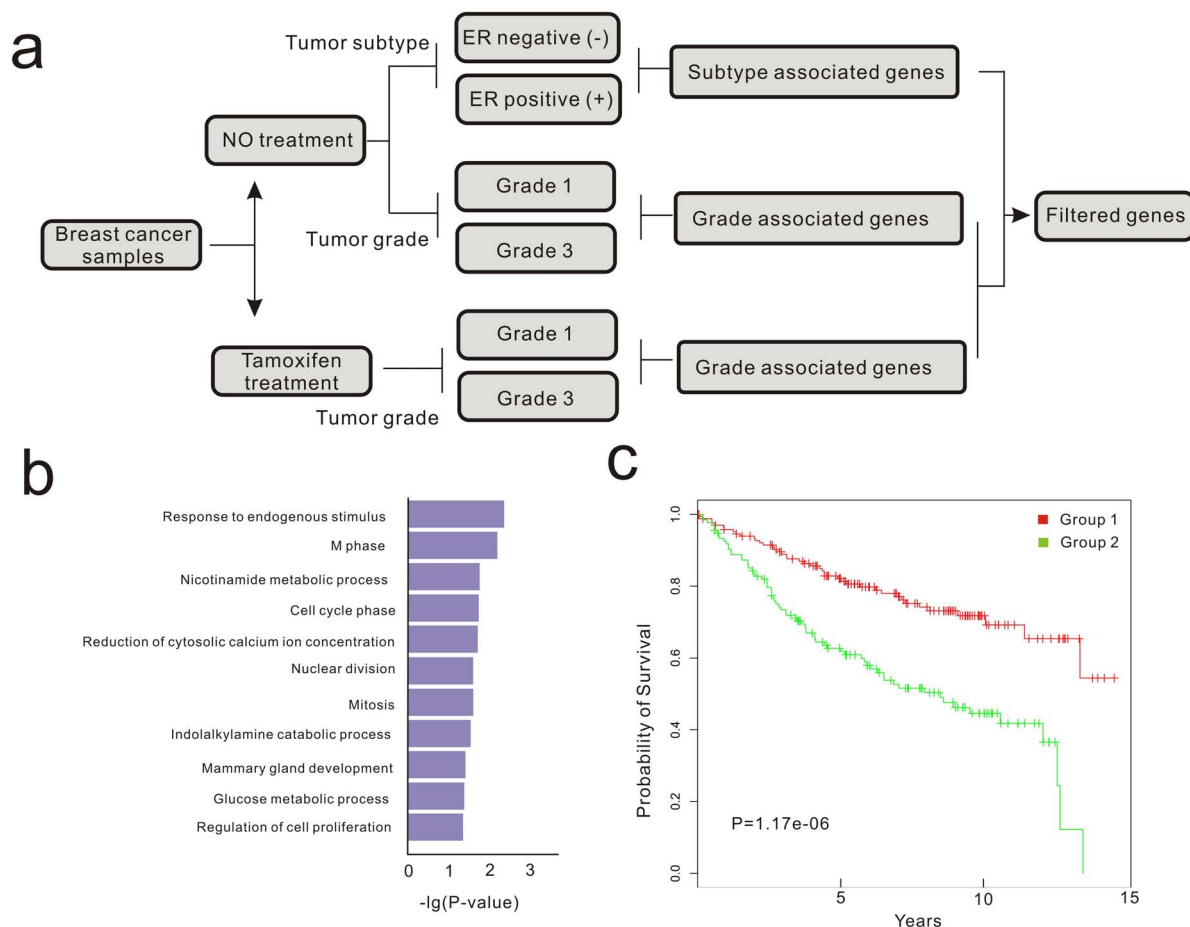 a
Tumor subtype
ER negative (-)
ER positive (+)
Subtype associated genes
NO treatment
Grade 1
Grade 3
Tumor grade
Grade associated genes
Filtered genes
Breast cancer
samples
Tamoxifen
treatment
Grade 1
Grade 3
Tumor grade
Grade associated genes
b
Response to endogenous stimulus
M phase
Nicotinamide metabolic process
Cell cycle phase
Reduction of cytosolic calcium ion concentration
Nuclear division
Mitosis
Indolalkylamine catabolic process
Mammary gland development
Glucose metabolic process
Regulation of cell proliferation
0 1 2 3
-lg(P-value)
c
Probability of Survival
1.0
0.8
0.6
0.4
0.2
0.0
Group 1
Group 2
P=1.17e-06
5 10 15
Years